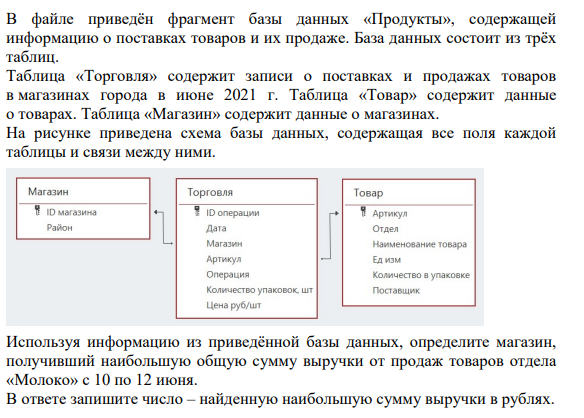 В файле приведён фрагмент базы данных «Продукты», содержащей
информацию о поставках товаров и их продаже. База данных состоит из трёх
таблиц.
Таблица «Торговля» содержит записи о поставках и продажах товаров
в магазинах города в июне 2021 г. Таблица «Товар» содержит данные
о товарах. Таблица «Магазин» содержит данные о магазинах.
На рисунке приведена схема базы данных, содержащая все поля каждой
таблицы и связи между ними.
Магазин
ID магазина
Район
Торговля
ID операции
Дата
Магазин
Артикул
Операция
Количество упаковок, шт
Цена руб/шт
Товар
Артикул
Отдел
Наименование товара
Ед изм
Количество в упаковке
Поставщик
Используя информацию из приведённой базы данных, определите магазин,
получивший наибольшую общую сумму выручки от продаж товаров отдела
«Молоко» с 10 по 12 июня.
В ответе запишите число – найденную наибольшую сумму выручки в рублях.